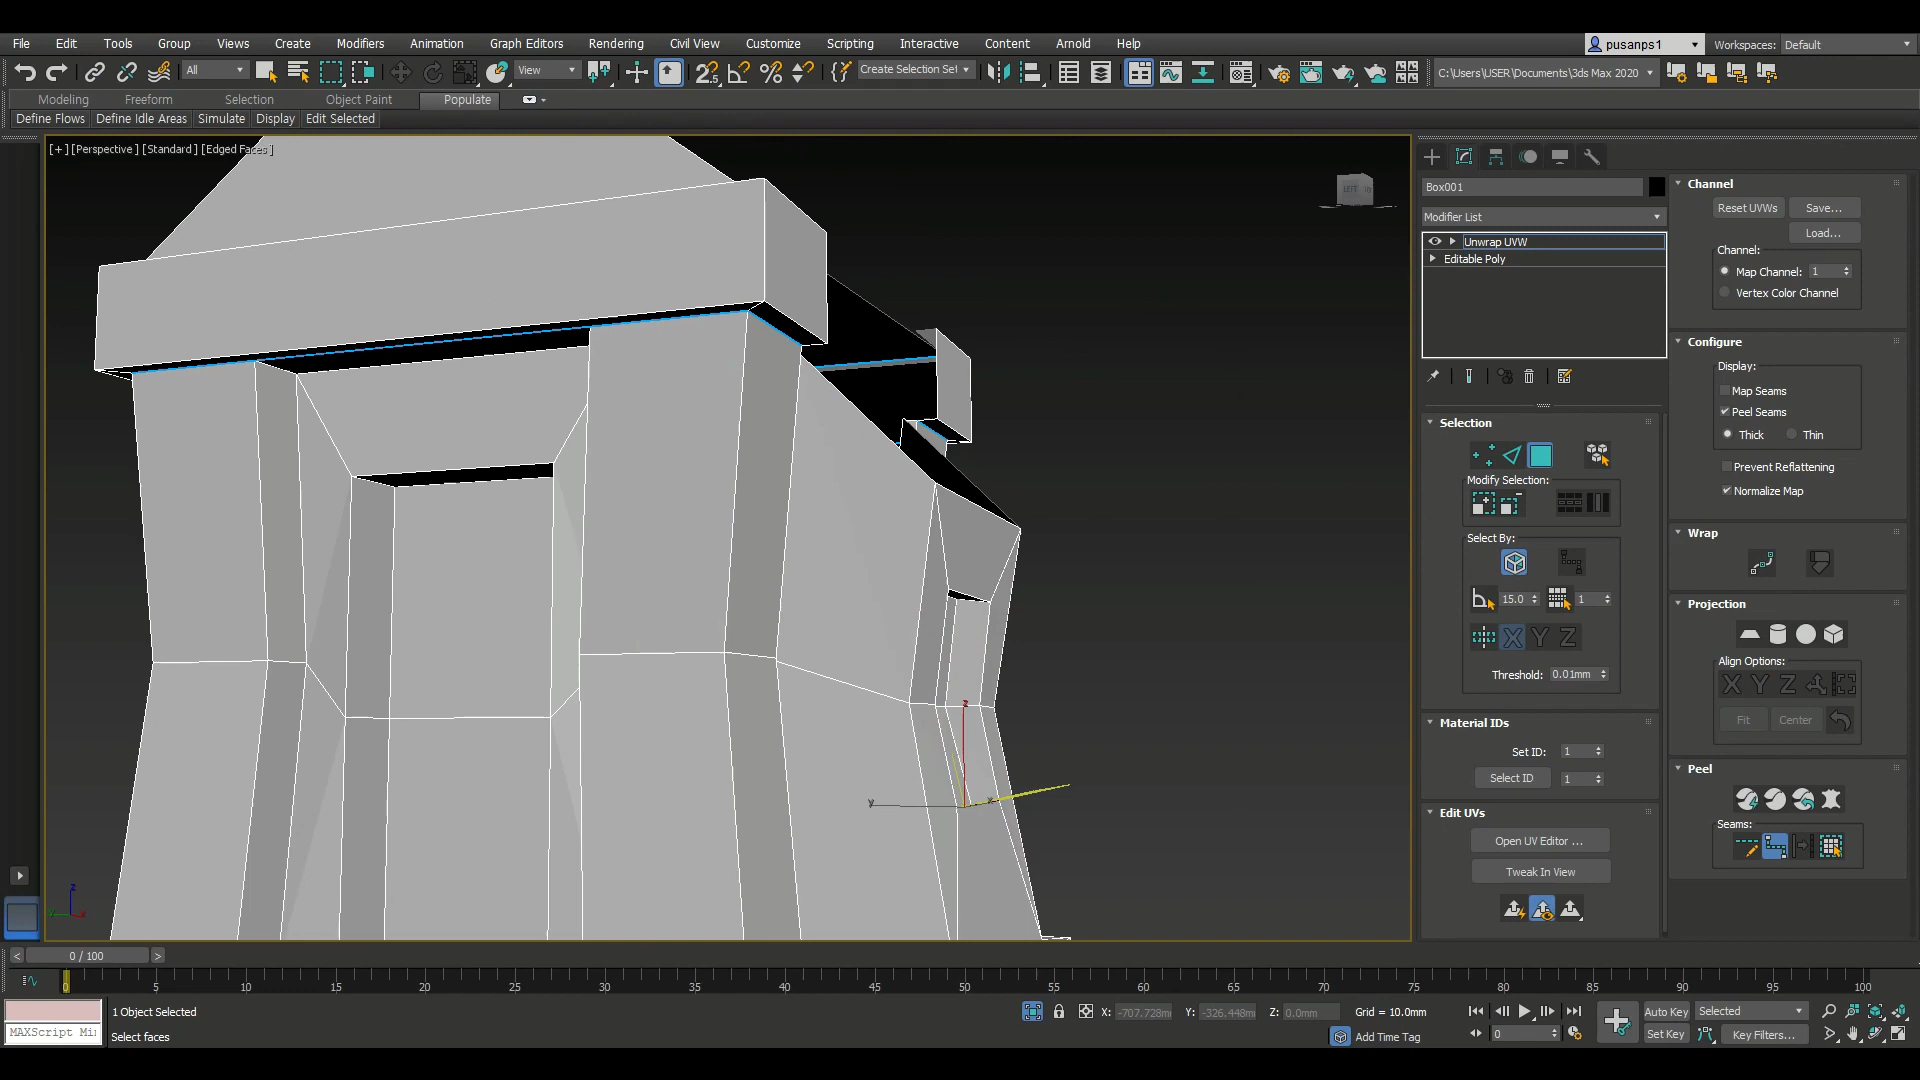 File Edit Tools Group Views Create Modifiers Animation Graph Editors Rendering Civil View Customize Scripting Interactive Content Arnold Help
pusanps1 Workspaces: Default
All View Create Selection Set C:\Users\USER\Documents\3ds Max 2020
Modeling Freeform Selection Object Paint Populate
Define Flows Define Idle Areas Simulate Display Edit Selected
[+] [Perspective] [Standard] [Edged Faces]
LEFT
Box001
Modifier List
Unwrap UVW
Editable Poly
Selection
Modify Selection:
Select By:
15.0 1
X Y Z
Threshold: 0.01mm
Material IDs
Set ID: 1
Select ID 1
Edit UVs
Open UV Editor ...
Tweak In View
Channel
Reset UVWs Save...
Load...
Channel:
Map Channel: 1
Vertex Color Channel
Configure
Display:
Map Seams
Peel Seams
Thick Thin
Prevent Reflattening
Normalize Map
Wrap
Projection
Align Options:
X Y Z
Fit Center
Peel
Seams:
z
y
x
z
< 0 / 100 >
0 5 10 15 20 25 30 35 40 45 50 55 60 65 70 75 80 85 90 95 100
1 Object Selected
MAXScript Mi
Select faces
X: -707.728m Y: -326.448m Z: 0.0mm Grid = 10.0mm
Add Time Tag
0
Auto Key Selected
Set Key Key Filters...